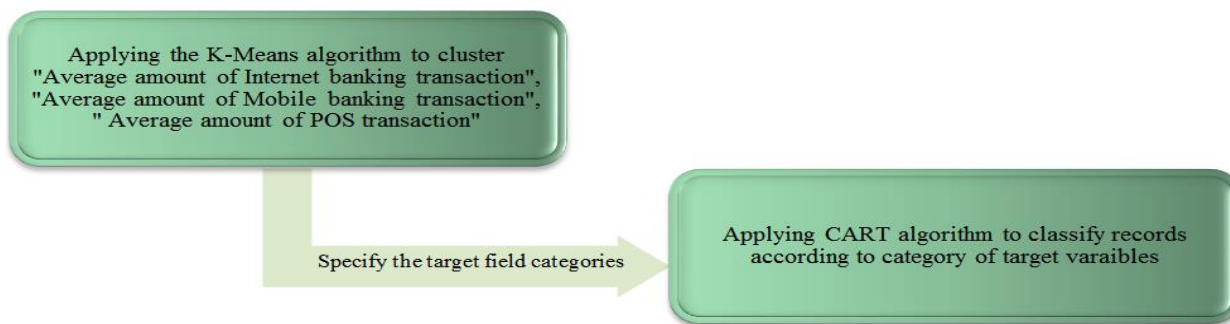 Applying the K-Means algorithm to cluster
"Average amount of Internet banking transaction",
"Average amount of Mobile banking transaction",
" Average amount of POS transaction"
Specify the target field categories
Applying CART algorithm to classify records
according to category of target varaibles